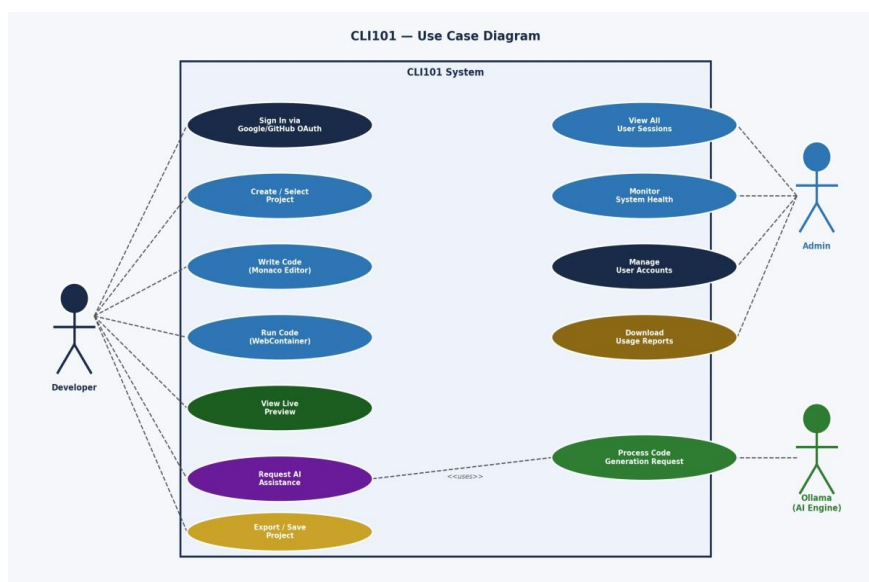 CLI101 — Use Case Diagram
CLI101 System
Sign In via
Google/GitHub OAuth
View All
User Sessions
Create / Select
Project
Monitor
System Health
Admin
Write Code
(Monaco Editor)
Manage
User Accounts
Run Code
(WebContainer)
Download
Usage Reports
Developer
View Live
Preview
Request AI
Assistance
<<uses>>
Process Code
Generation Request
Ollama
(AI Engine)
Export / Save
Project